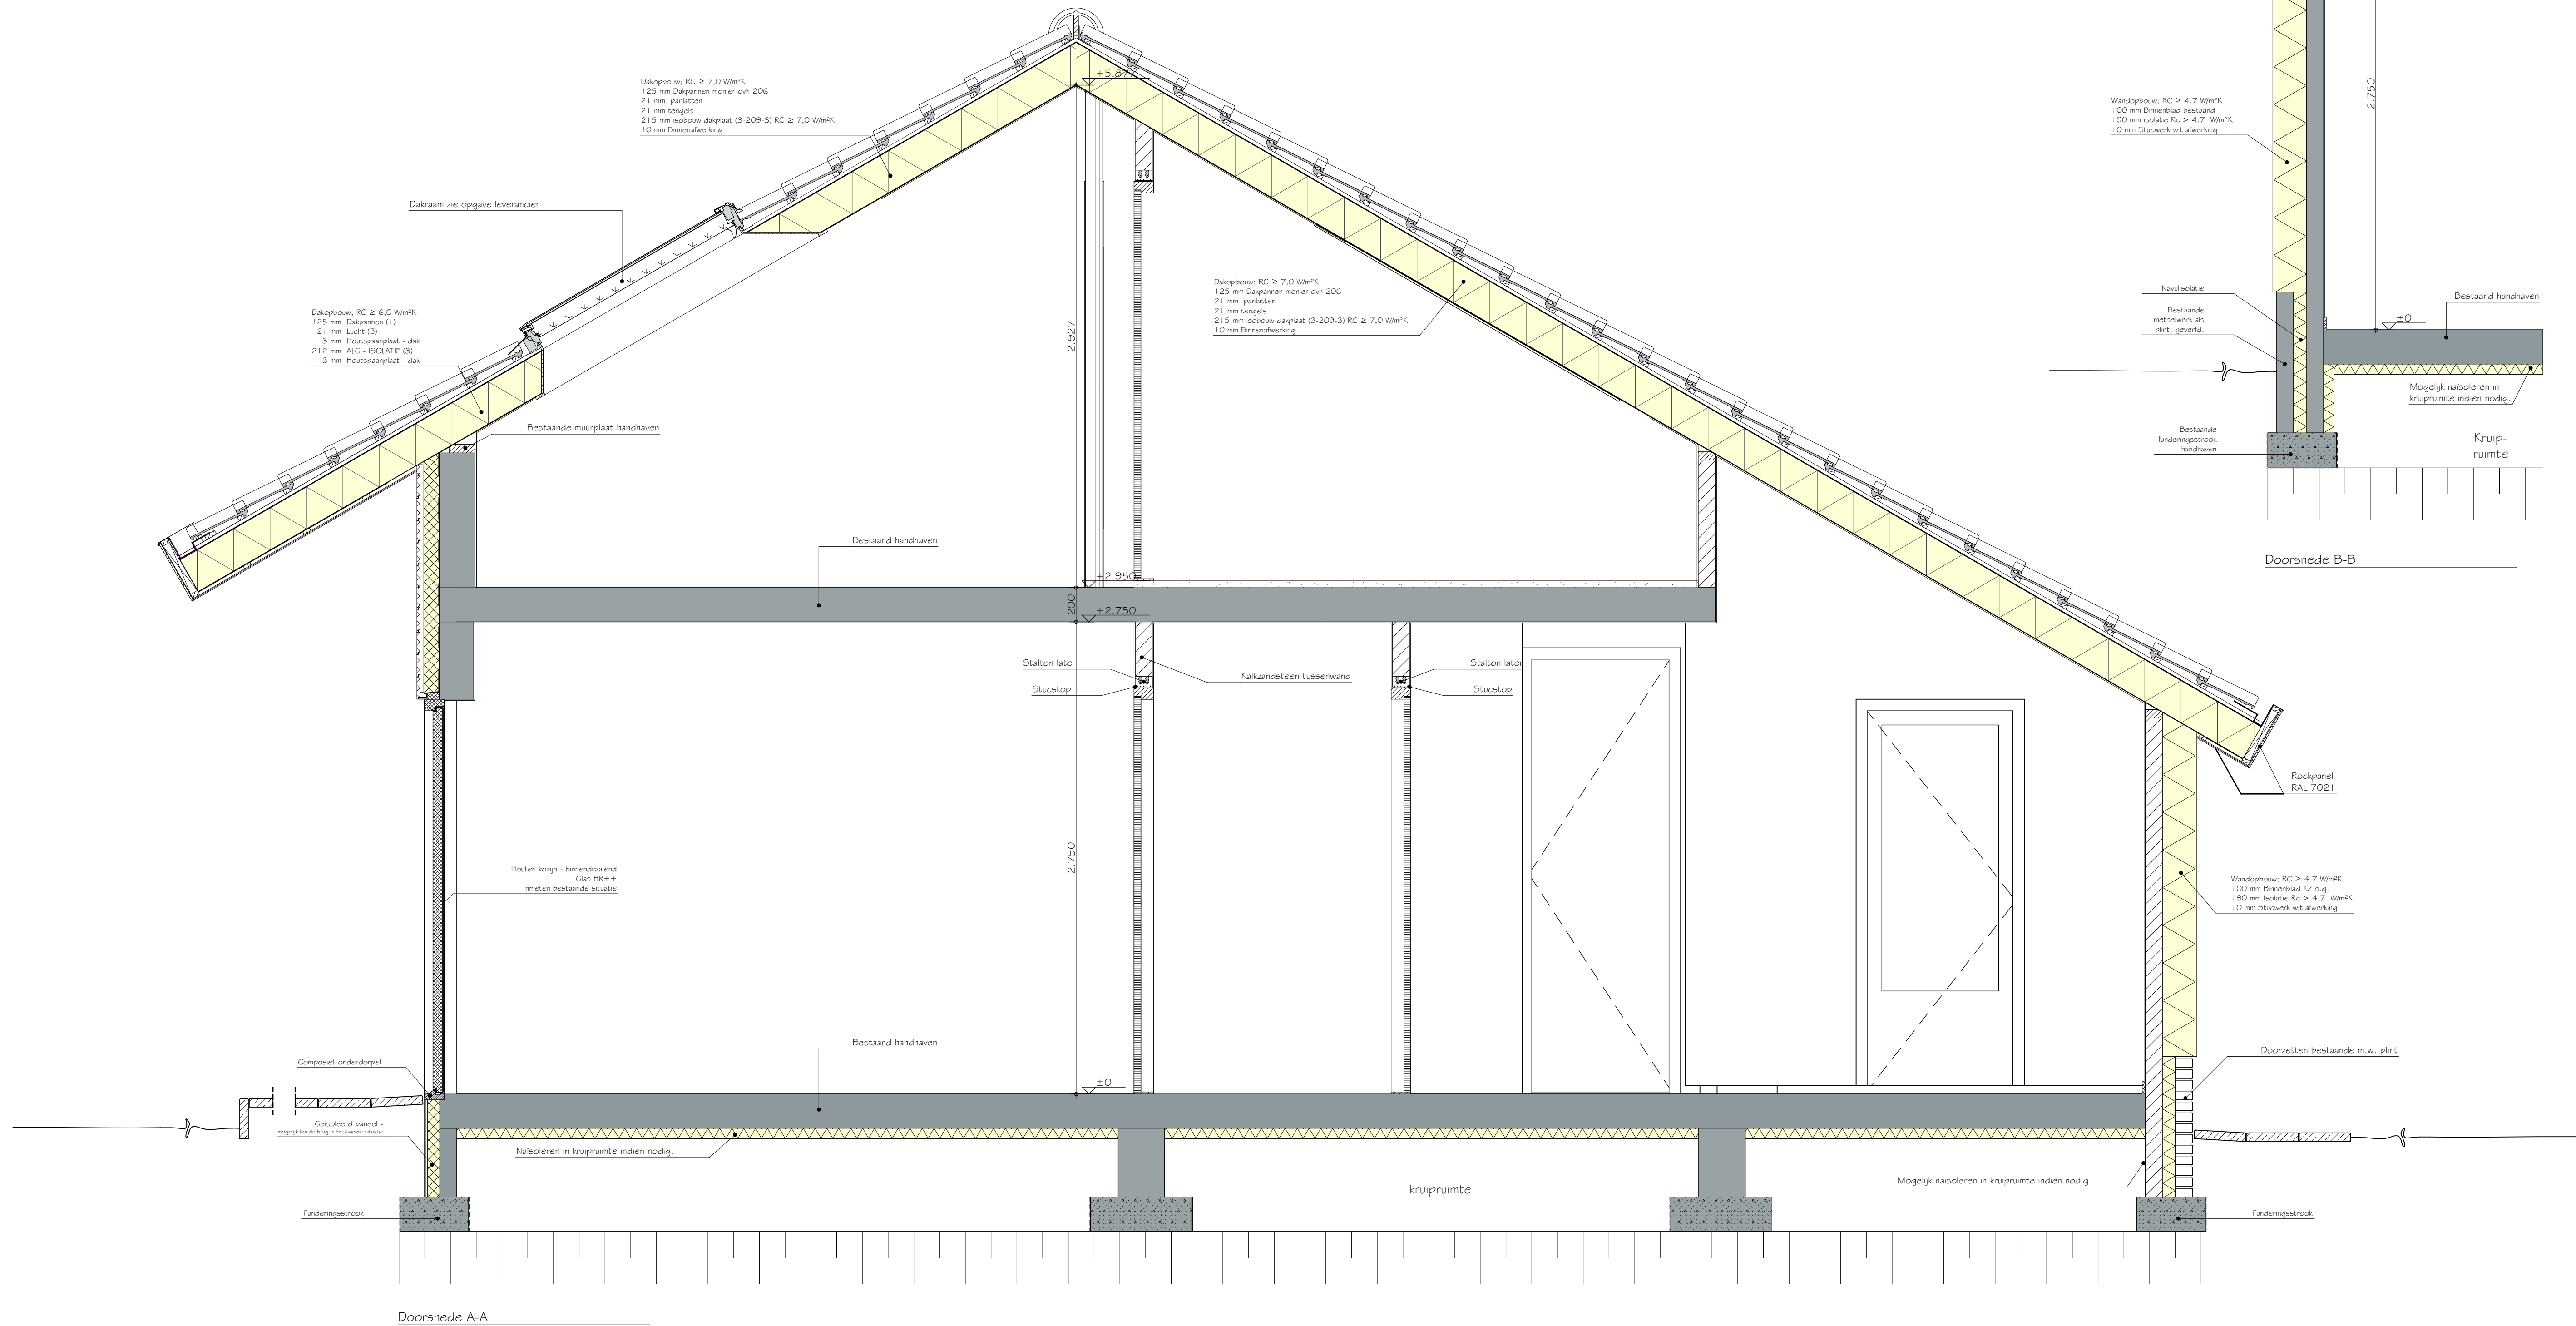 Dakopbouw; RC ≥ 7,0 W/m²K
125 mm Dakpannen monier ovh 206
21 mm panlatten
21 mm tengels
215 mm isobouw dakplaat (3-209-3) RC ≥ 7,0 W/m²K
10 mm Binnenafwerking
+5.877
Dakraam zie opgave leverancier
Dakopbouw; RC ≥ 6,0 W/m²K
125 mm Dakpannen (1)
21 mm Lucht (3)
3 mm Houtspaanplaat - dak
212 mm ALG - ISOLATIE (3)
3 mm Houtspaanplaat - dak
Bestaande muurplaat handhaven
2.927
Dakopbouw; RC ≥ 7,0 W/m²K
125 mm Dakpannen monier ovh 206
21 mm panlatten
21 mm tengels
215 mm isobouw dakplaat (3-209-3) RC ≥ 7,0 W/m²K
10 mm Binnenafwerking
Bestaand handhaven
+2.950
200
+2.750
Stalton latei
Stucstop
Kalkzandsteen tussenwand
Stalton latei
Stucstop
2.750
Houten kozijn - binnendraaiend
Glas HR++
Inmeten bestaande situatie
Rockpanel
RAL 7021
Wandopbouw; RC ≥ 4,7 W/m²K
100 mm Binnenblad KZ o.g.
190 mm Isolatie Rc > 4,7 W/m²K
10 mm Stucwerk wit afwerking
Bestaand handhaven
±0
Composiet onderdorpel
Doorzetten bestaande m.w. plint
Geïsoleerd paneel -
mogelijk koude brug in bestaande situatie
Naïsoleren in kruipruimte indien nodig.
kruipruimte
Mogelijk naïsoleren in kruipruimte indien nodig.
Funderingsstrook
Funderingsstrook
Doorsnede A-A
2.750
Wandopbouw; RC ≥ 4,7 W/m²K
100 mm Binnenblad bestaand
190 mm isolatie Rc > 4,7 W/m²K
10 mm Stucwerk wit afwerking
Navulisolatie
Bestaand handhaven
Bestaande
metselwerk als
plint, geverfd.
±0
Mogelijk naïsoleren in
kruipruimte indien nodig.
Bestaande
funderingsstrook
handhaven
Kruip-
ruimte
Doorsnede B-B